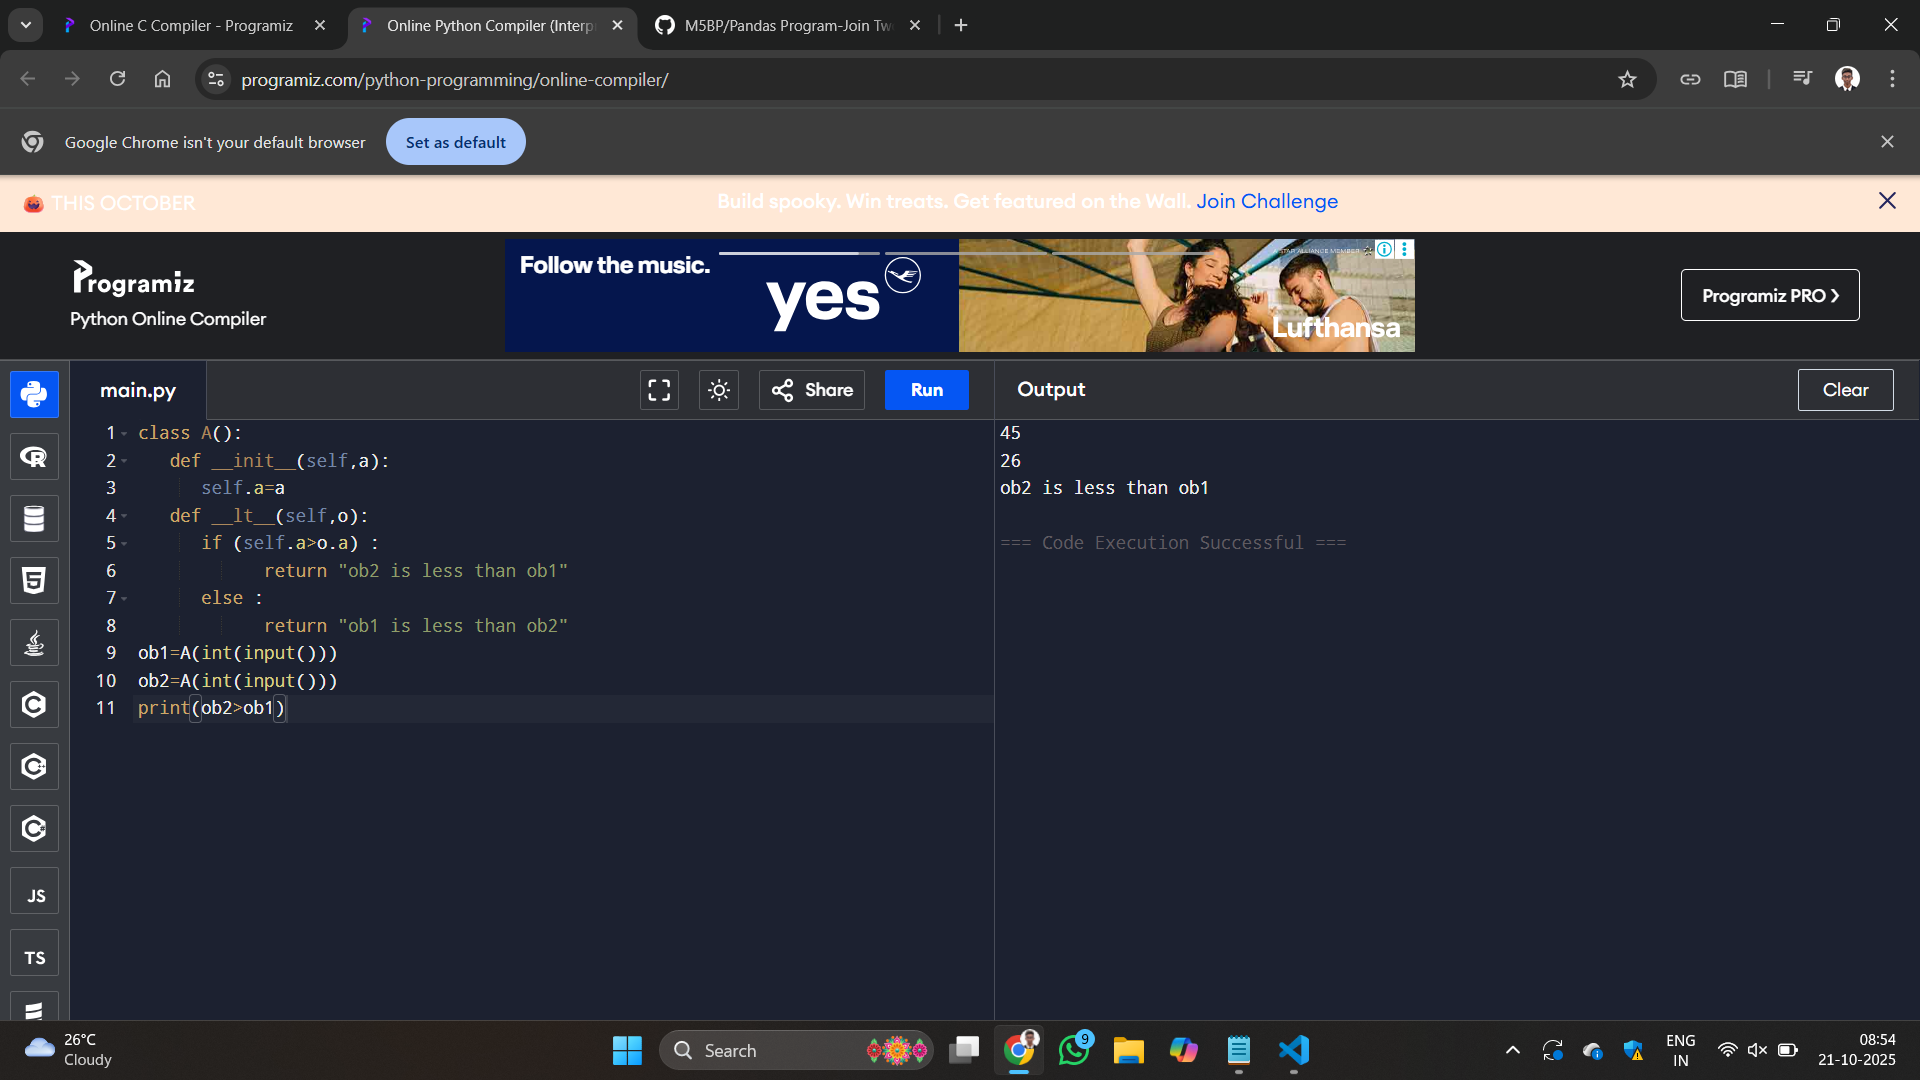 Online C Compiler - Programiz
Online Python Compiler (Interp
M5BP/Pandas Program-Join Tw
programiz.com/python-programming/online-compiler/
Google Chrome isn't your default browser
Set as default
THIS OCTOBER
Build spooky. Win treats. Get featured on the Wall. Join Challenge
Programiz
Python Online Compiler
Follow the music.
yes
A STAR ALLIANCE MEMBER
Lufthansa
Programiz PRO ❯
main.py
Share
Run
Output
Clear
1 class A():
2 def __init__(self,a):
3 self.a=a
4 def __lt__(self,o):
5 if (self.a>o.a) :
6 return "ob2 is less than ob1"
7 else :
8 return "ob1 is less than ob2"
9 ob1=A(int(input()))
10 ob2=A(int(input()))
11 print(ob2>ob1)
45
26
ob2 is less than ob1
=== Code Execution Successful ===
JS
TS
26°C
Cloudy
Search
9
ENG
IN
08:54
21-10-2025